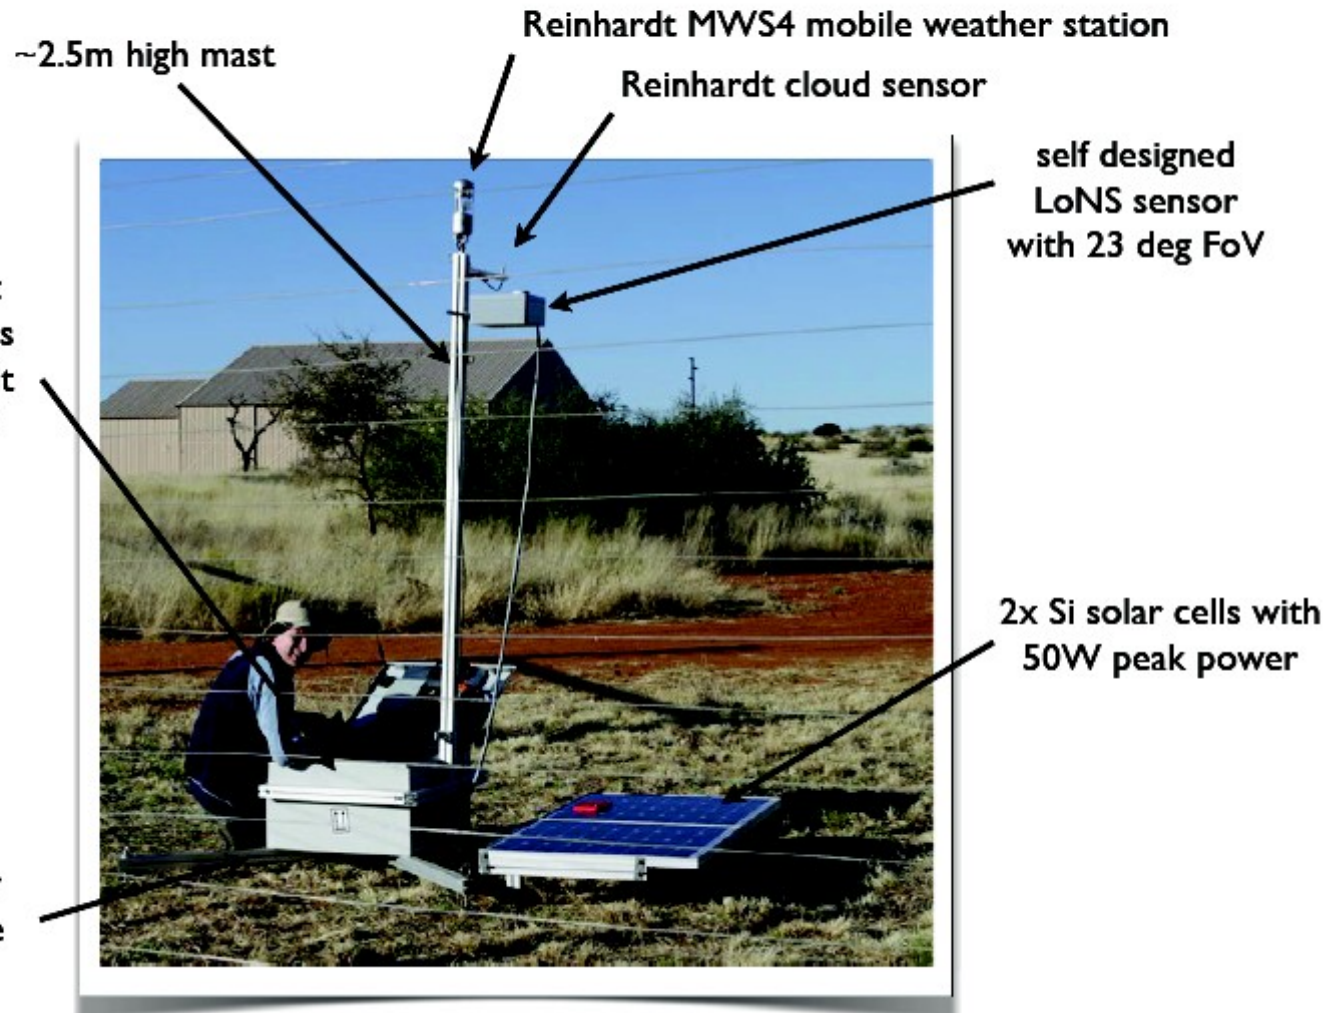 Reinhardt MWS4 mobile weather station
~2.5m high mast
Reinhardt cloud sensor
self designed
LoNS sensor
with 23 deg FoV
2x Si solar cells with
50W peak power